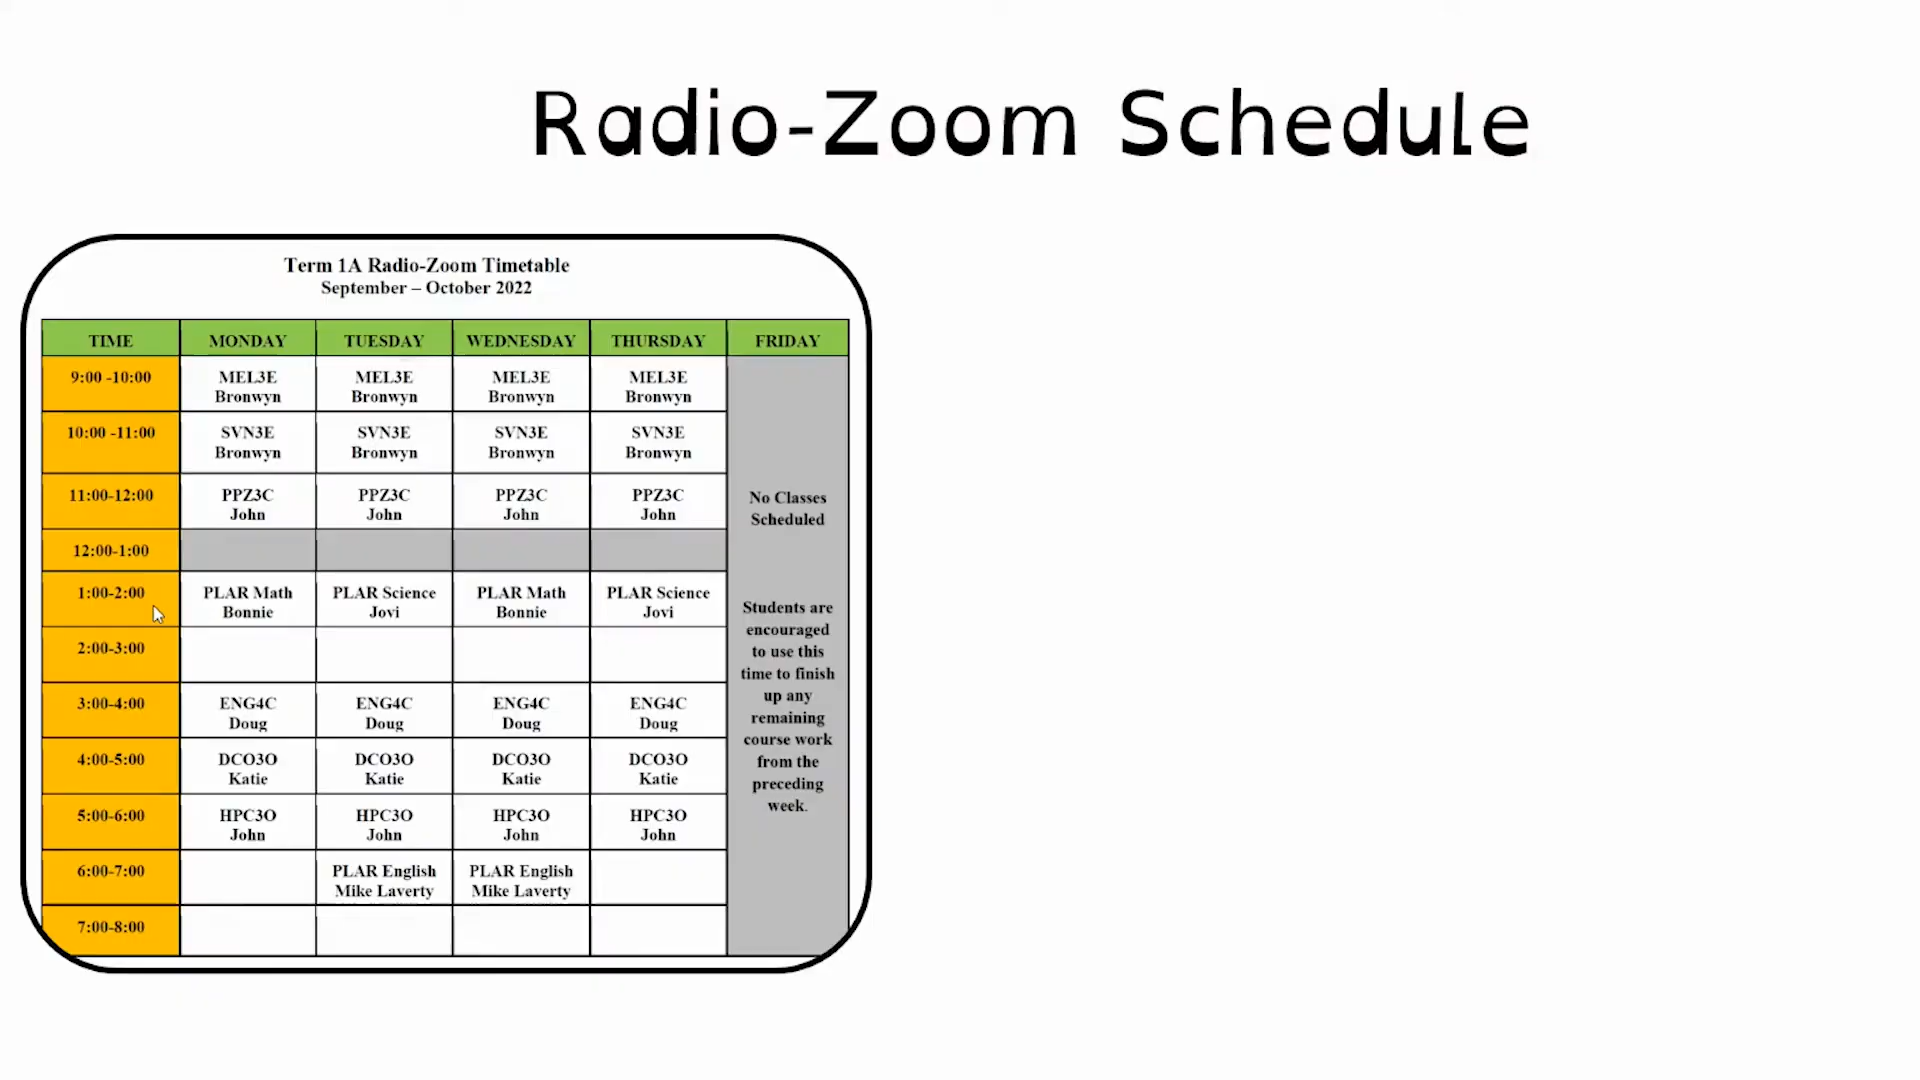 Radio-Zoom Schedule
Term 1A Radio-Zoom Timetable
September – October 2022
TIME MONDAY TUESDAY WEDNESDAY THURSDAY FRIDAY
9:00 -10:00 MEL3E MEL3E MEL3E MEL3E
Bronwyn Bronwyn Bronwyn Bronwyn
10:00 -11:00 SVN3E SVN3E SVN3E SVN3E
Bronwyn Bronwyn Bronwyn Bronwyn
11:00-12:00 PPZ3C PPZ3C PPZ3C PPZ3C
John John John John
12:00-1:00
1:00-2:00 PLAR Math PLAR Science PLAR Math PLAR Science
Bonnie Jovi Bonnie Jovi
2:00-3:00
3:00-4:00 ENG4C ENG4C ENG4C ENG4C
Doug Doug Doug Doug
4:00-5:00 DCO3O DCO3O DCO3O DCO3O
Katie Katie Katie Katie
5:00-6:00 HPC3O HPC3O HPC3O HPC3O
John John John John
6:00-7:00 PLAR English PLAR English
Mike Laverty Mike Laverty
7:00-8:00
No Classes
Scheduled
Students are
encouraged
to use this
time to finish
up any
remaining
course work
from the
preceding
week.